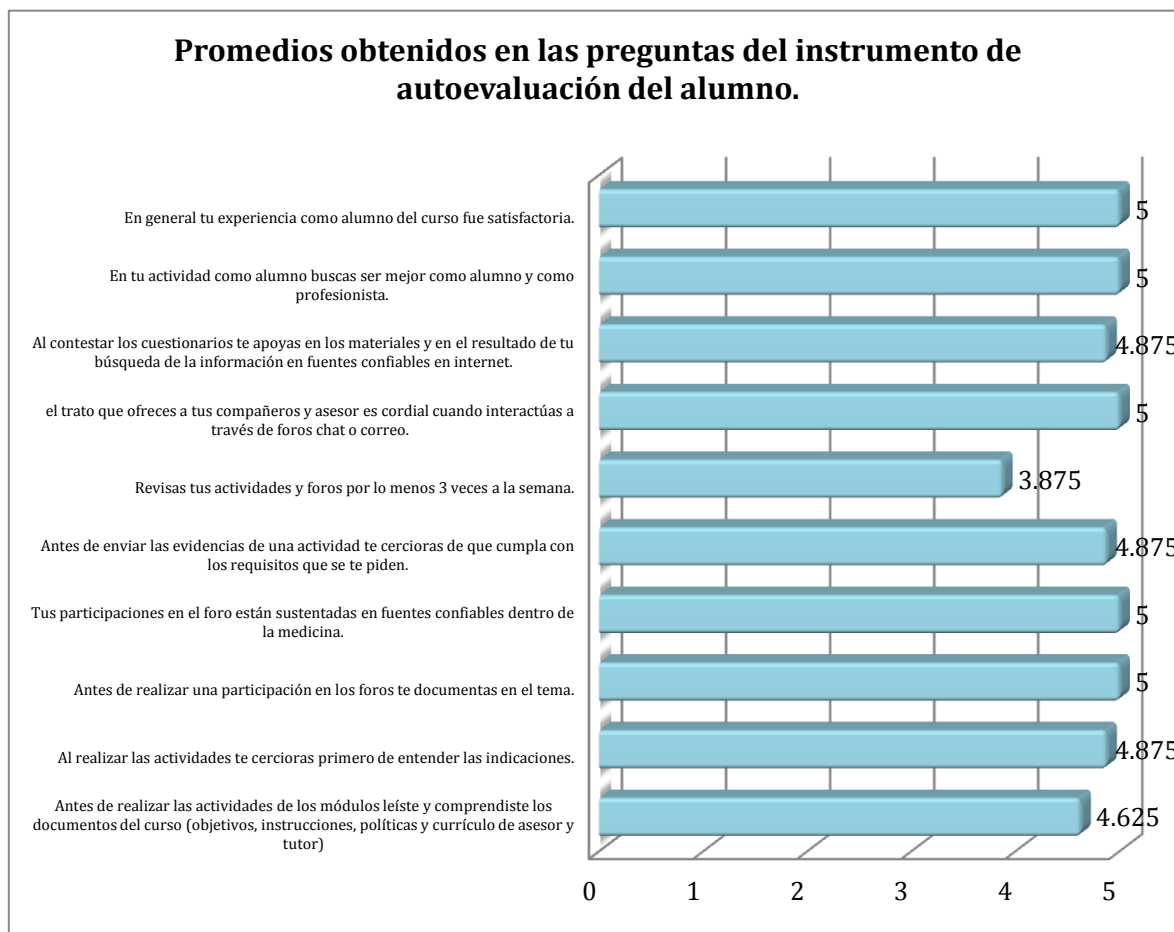 Promedios obtenidos en las preguntas del instrumento de
autoevaluación del alumno.
En general tu experiencia como alumno del curso fue satisfactoria.
5
En tu actividad como alumno buscas ser mejor como alumno y como
profesionista.
5
Al contestar los cuestionarios te apoyas en los materiales y en el resultado de tu
búsqueda de la información en fuentes confiables en internet.
4.875
el trato que ofreces a tus compañeros y asesor es cordial cuando interactúas a
través de foros chat o correo.
5
Revisas tus actividades y foros por lo menos 3 veces a la semana.
3.875
Antes de enviar las evidencias de una actividad te cercioras de que cumpla con
los requisitos que se te piden.
4.875
Tus participaciones en el foro están sustentadas en fuentes confiables dentro de
la medicina.
5
Antes de realizar una participación en los foros te documentas en el tema.
5
Al realizar las actividades te cercioras primero de entender las indicaciones.
4.875
Antes de realizar las actividades de los módulos leíste y comprendiste los
documentos del curso (objetivos, instrucciones, políticas y currículo de asesor y
tutor)
4.625
0 1 2 3 4 5